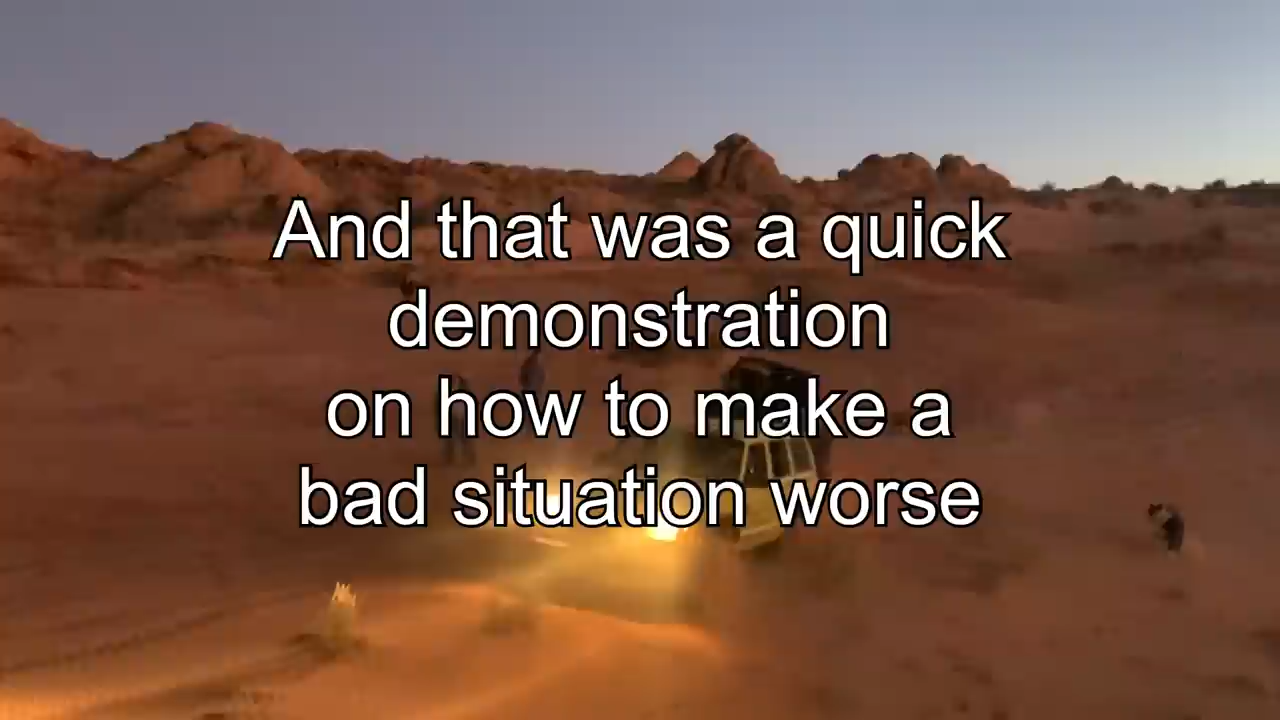 And that was a quick
demonstration
on how to make a
bad situation worse